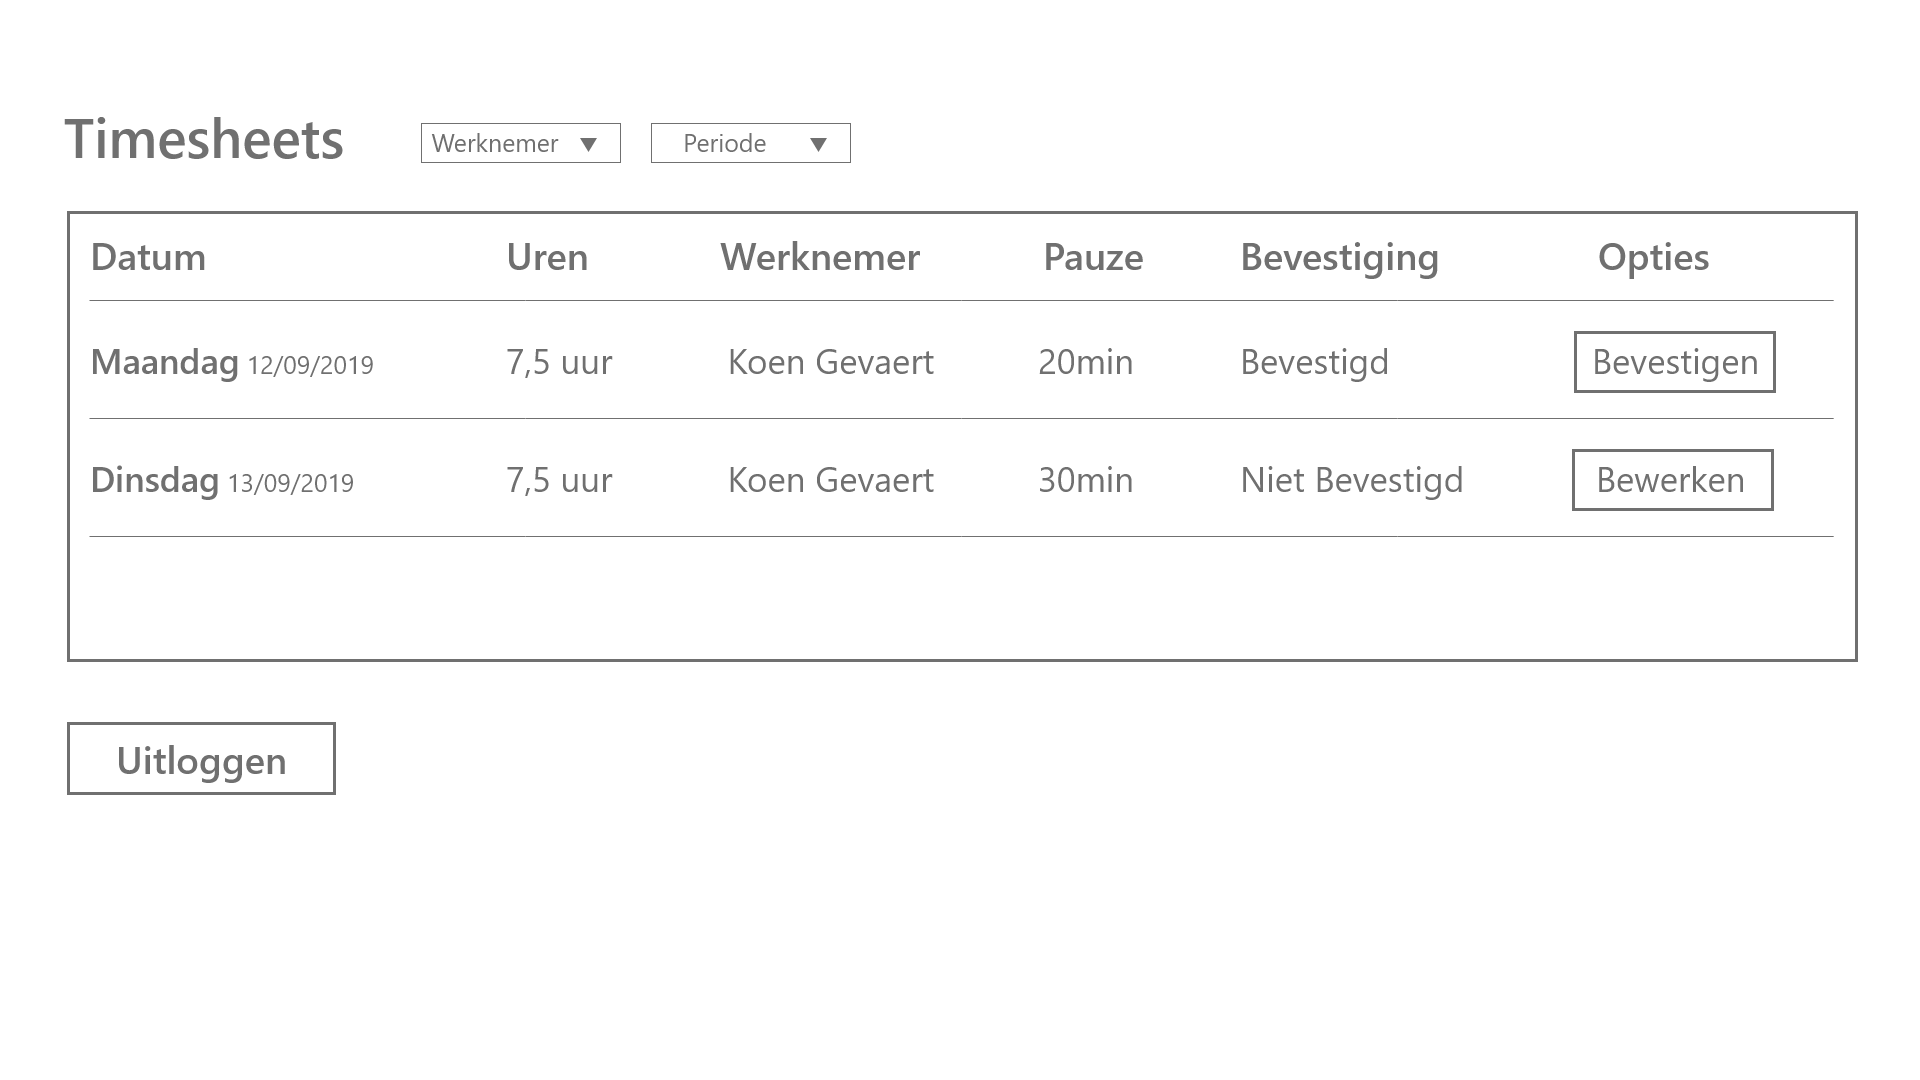 Timesheets Werknemer ▼ Periode ▼
Datum Uren Werknemer Pauze Bevestiging Opties
Maandag 12/09/2019 7,5 uur Koen Gevaert 20min Bevestigd Bevestigen
Dinsdag 13/09/2019 7,5 uur Koen Gevaert 30min Niet Bevestigd Bewerken
Uitloggen